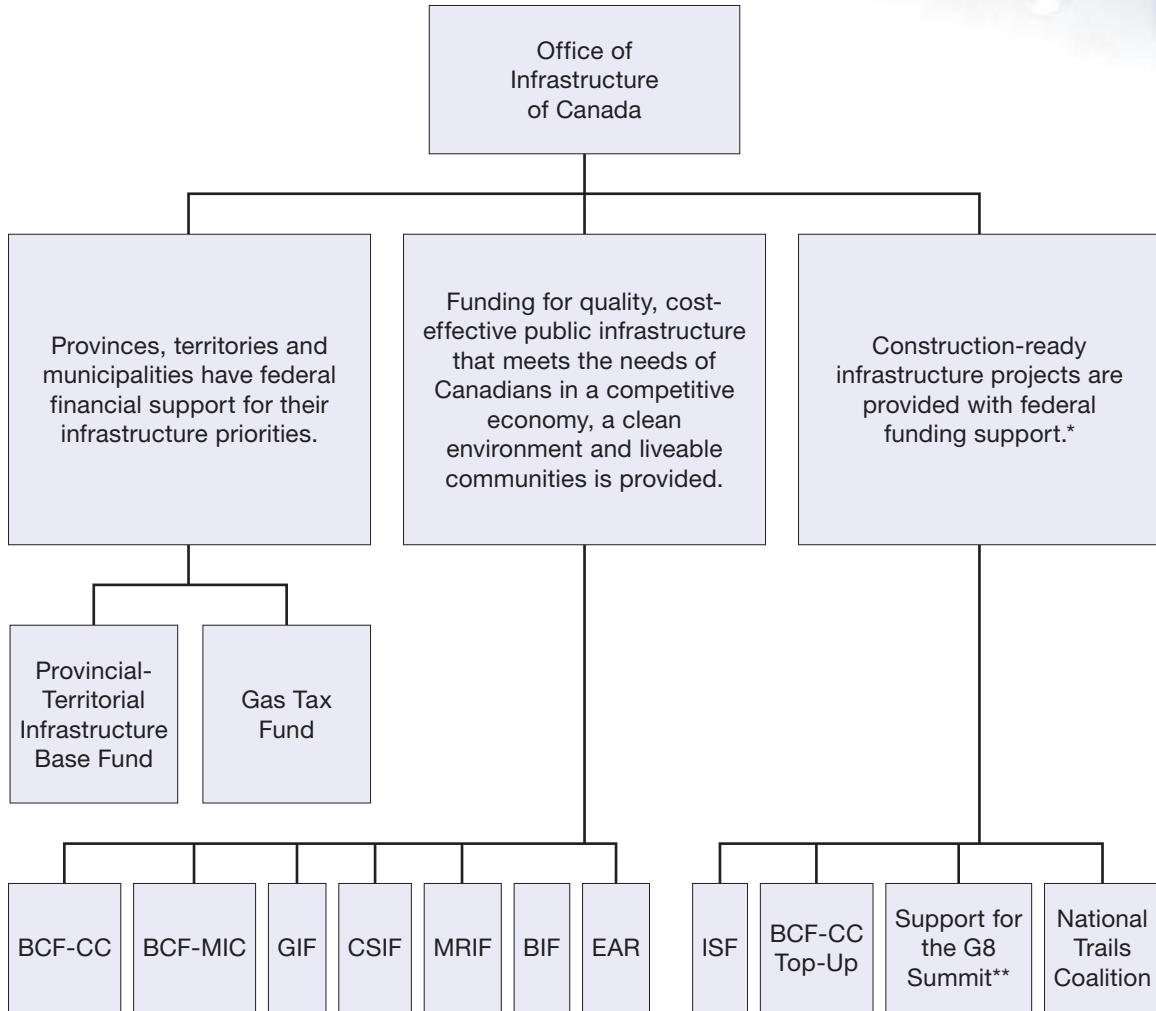 Office of
Infrastructure
of Canada
Provinces, territories and
municipalities have federal
financial support for their
infrastructure priorities.
Funding for quality, cost-
effective public infrastructure
that meets the needs of
Canadians in a competitive
economy, a clean
environment and liveable
communities is provided.
Construction-ready
infrastructure projects are
provided with federal
funding support.*
Provincial-
Territorial
Infrastructure
Base Fund
Gas Tax
Fund
BCF-CC
BCF-MIC
GIF
CSIF
MRIF
BIF
EAR
ISF
BCF-CC
Top-Up
Support for
the G8
Summit**
National
Trails
Coalition